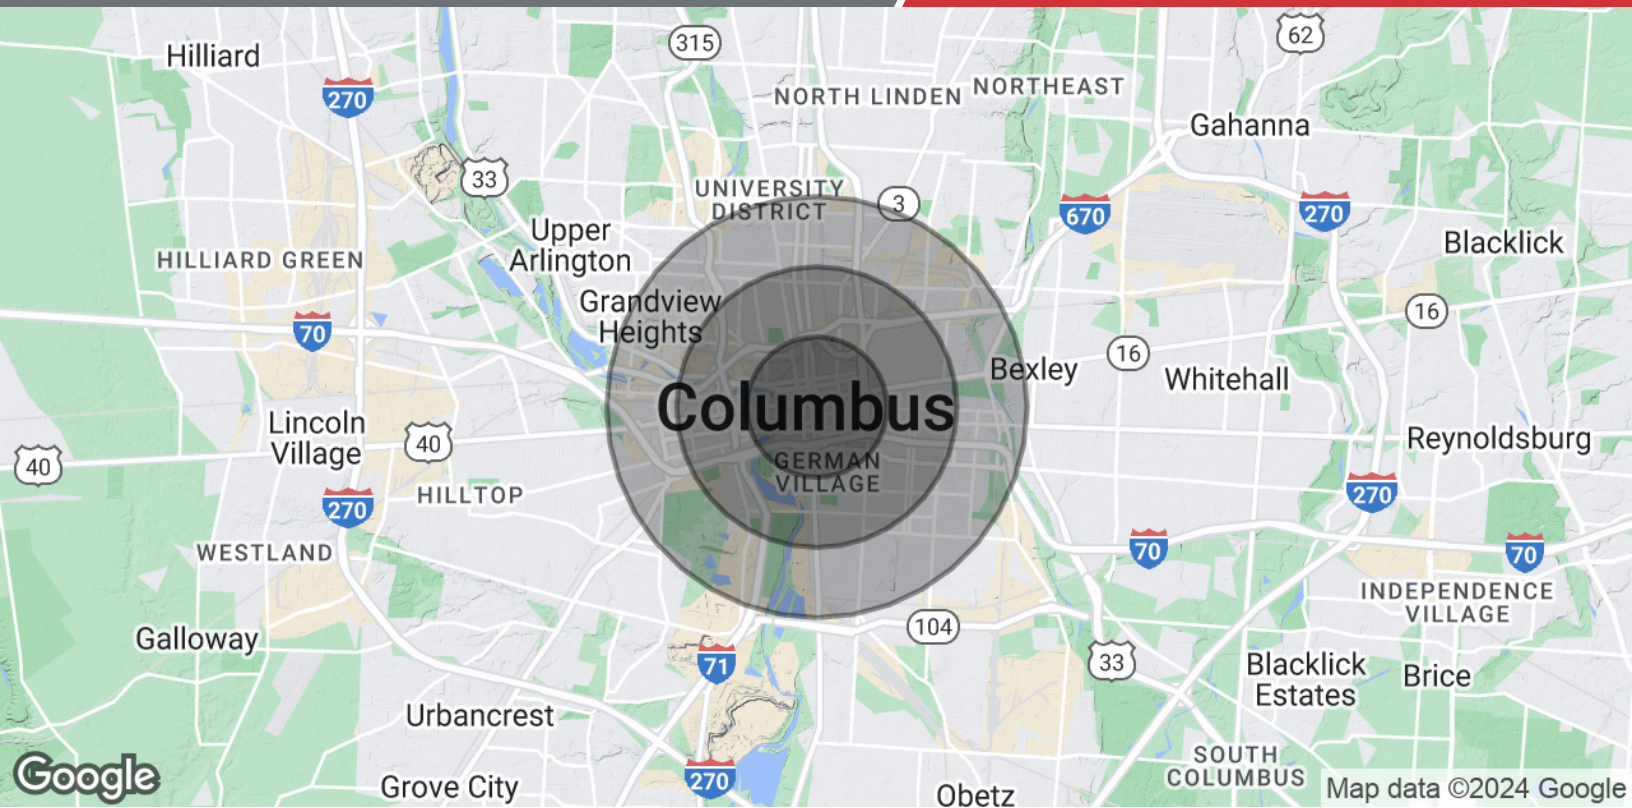 62
315
Hilliard
NORTHEAST
NORTH LINDEN
270
Gahanna
33
UNIVERSITY
DISTRICT
3
670
270
Upper
Arlington
Blacklick
HILLIARD GREEN
Grandview
Heights
16
70
16
Bexley
Whitehall
Columbus
Lincoln
Village
40
Reynoldsburg
40
GERMAN
VILLAGE
HILLTOP
270
270
WESTLAND
70
70
INDEPENDENCE
VILLAGE
104
Galloway
71
33
Blacklick
Estates
Brice
Urbancrest
SOUTH
COLUMBUS
Google
270
Grove City
Obetz
Map data ©2024 Google